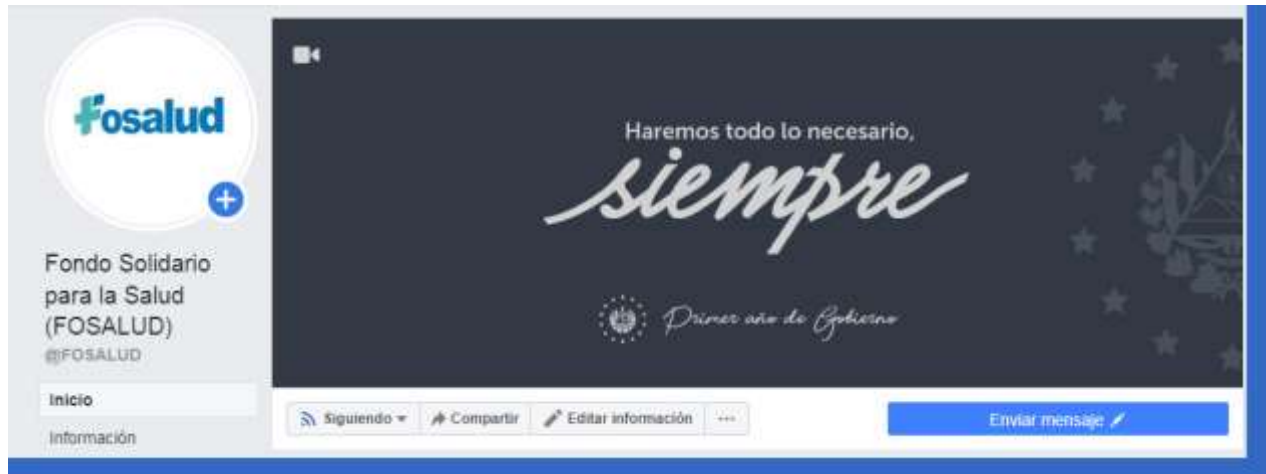 Fosalud
Fondo Solidario
para la Salud
(FOSALUD)
@FOSALUD
Inicio
Información
Haremos todo lo necesario,
siempre
Primer año de Gobierno
Siguiendo
Compartir
Editar información
...
Enviar mensaje